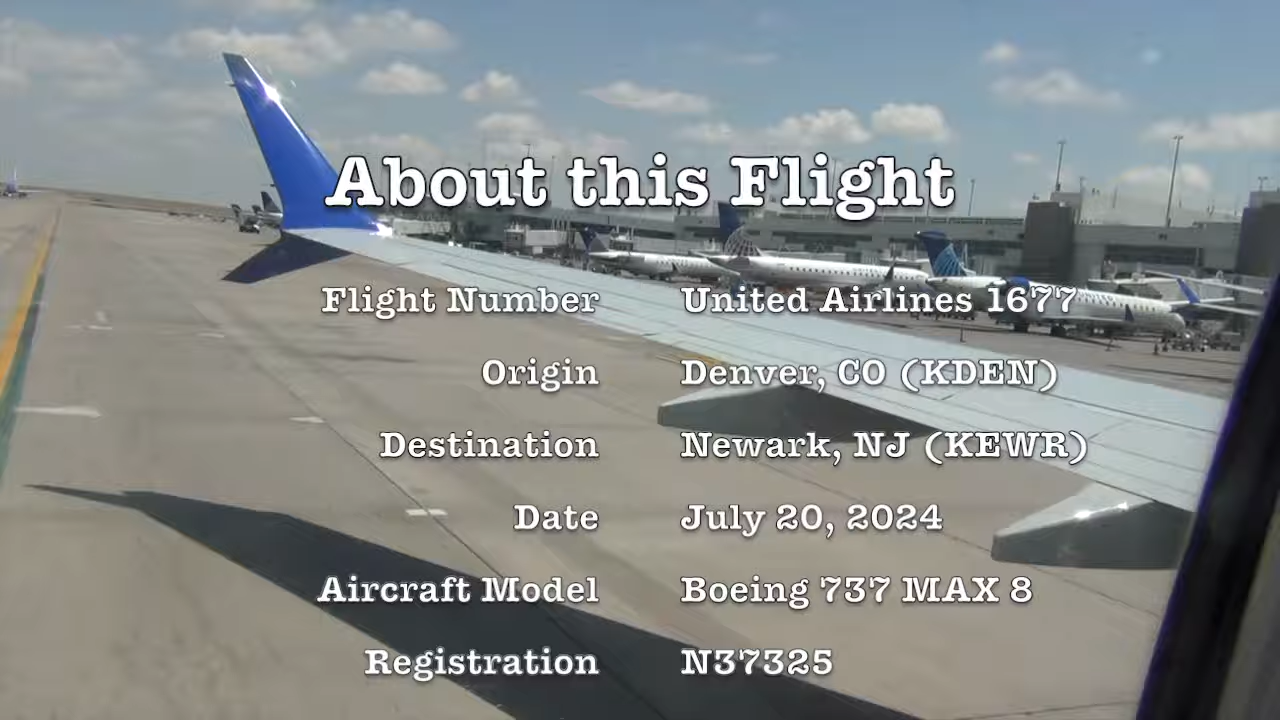 About this Flight
Flight Number United Airlines 1677
Origin Denver, CO (KDEN)
Destination Newark, NJ (KEWR)
Date July 20, 2024
Aircraft Model Boeing 737 MAX 8
Registration N37325